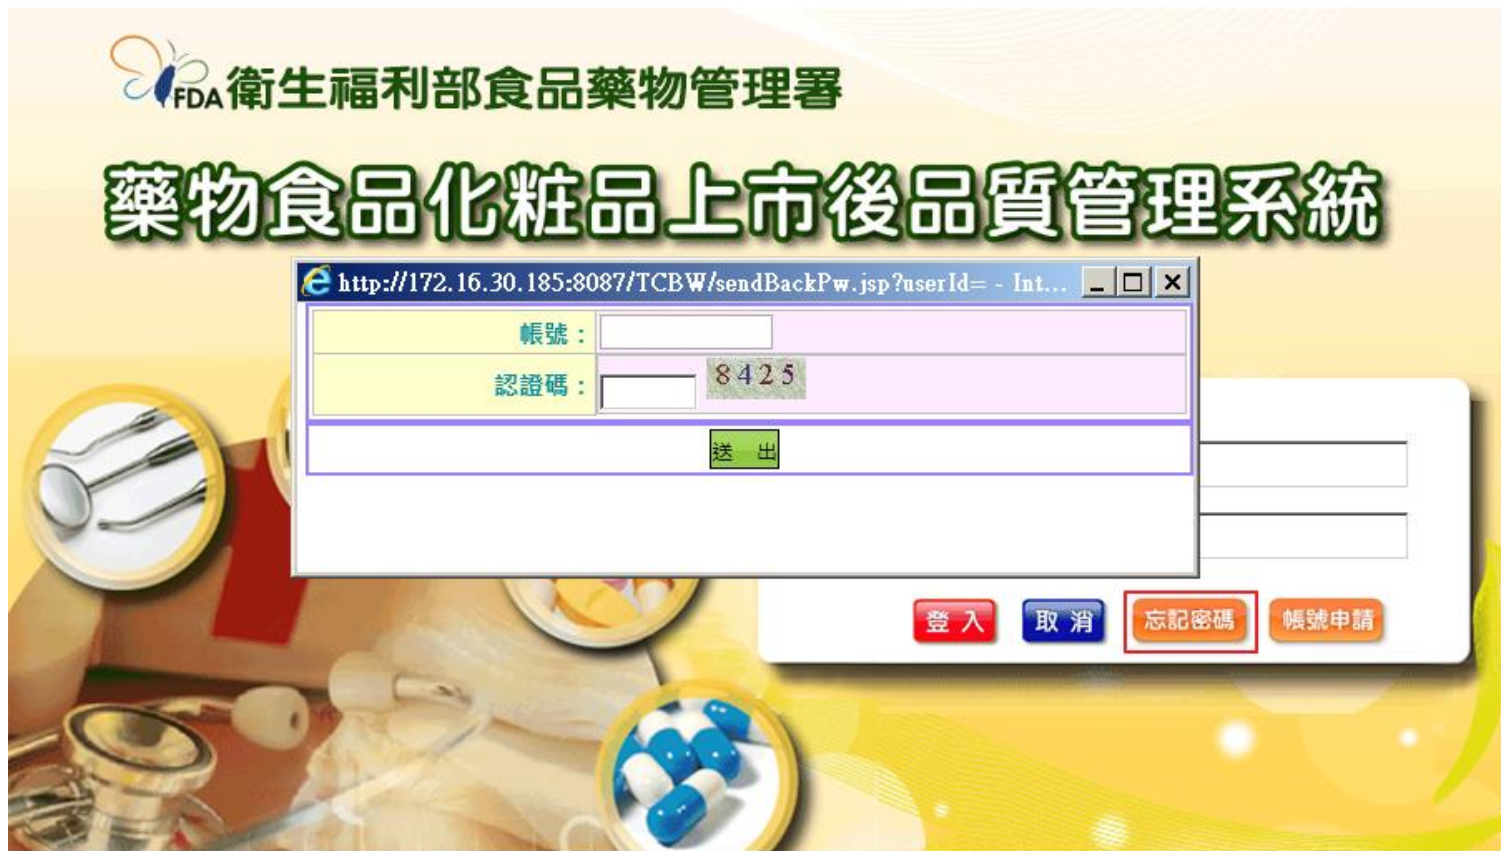 FDA衛生福利部食品藥物管理署
藥物食品化粧品上市後品質管理系統
http://172.16.30.185:8087/TCBW/sendBackPw.jsp?userId= - Int...
帳號：
認證碼： 8425
送 出
登 入 取 消 忘記密碼 帳號申請